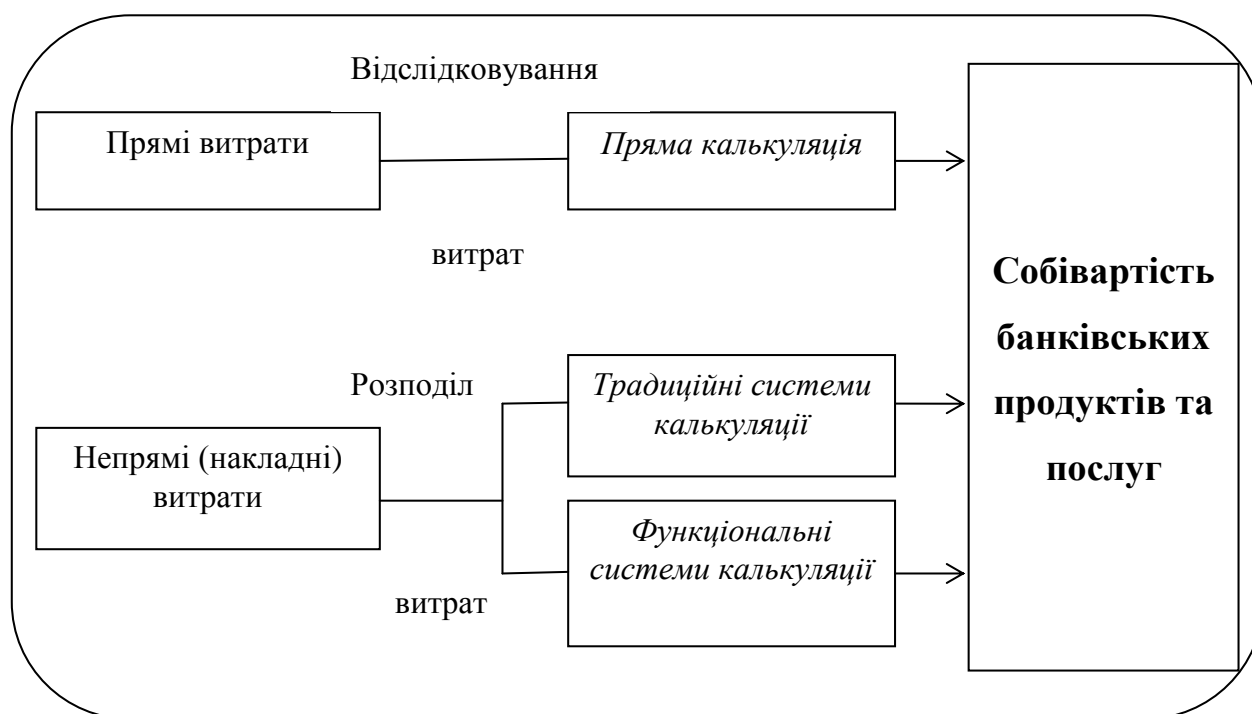 Відслідковування
Прямі витрати
Пряма калькуляція
витрат
Розподіл
Непрямі (накладні)
витрати
Традиційні системи
калькуляції
Функціональні
системи калькуляції
витрат
Собівартість
банківських
продуктів та
послуг